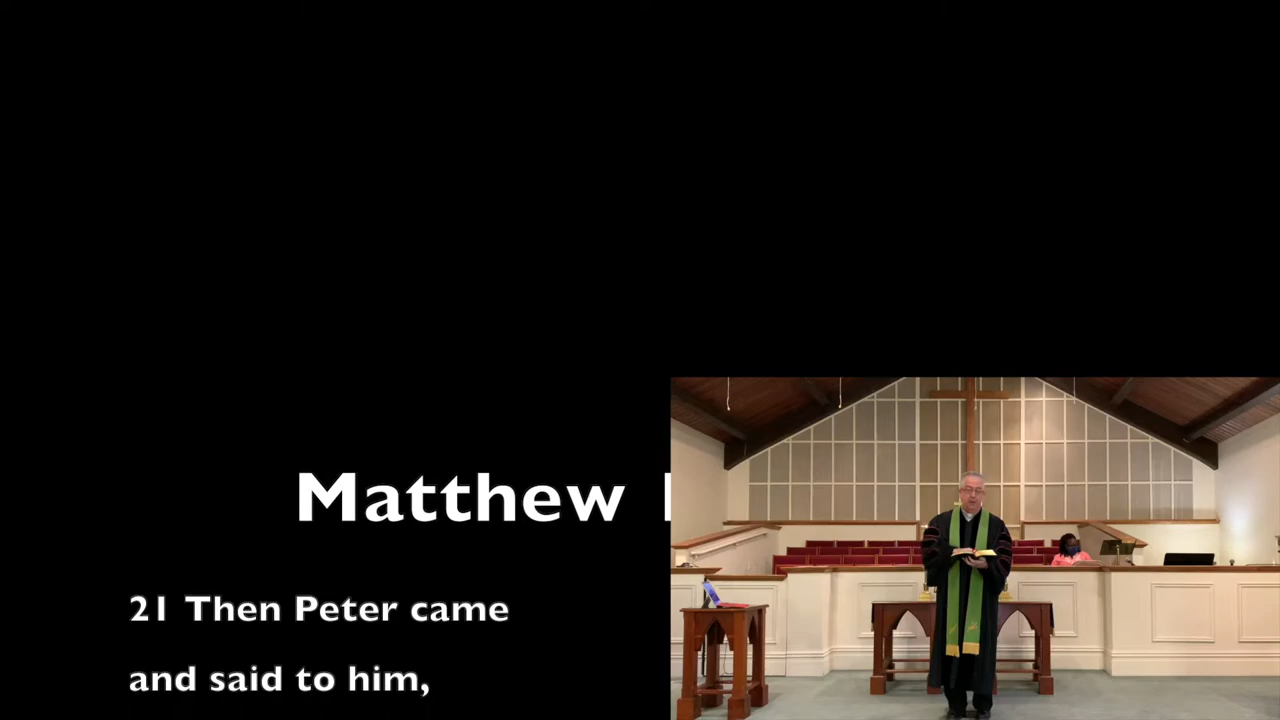 Matthew
21 Then Peter came
and said to him,